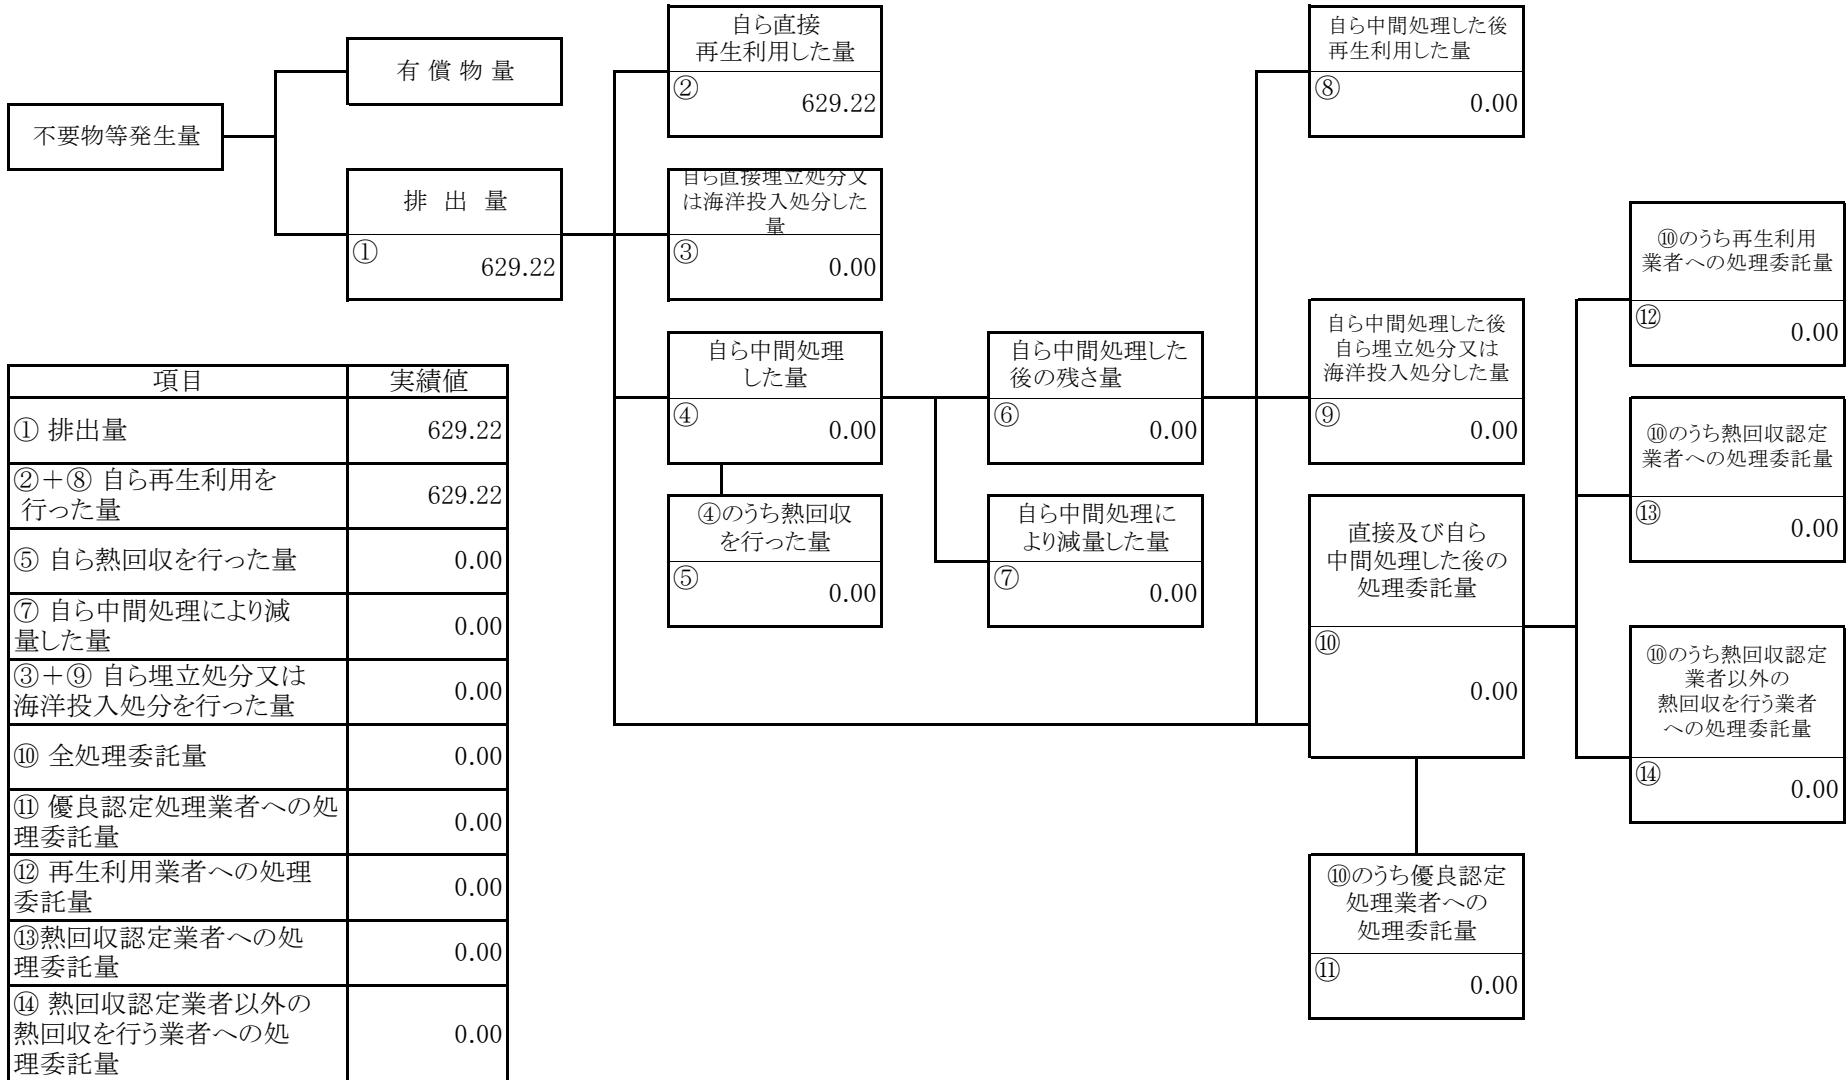 不要物等発生量
有 償 物 量
排 出 量
①
629.22
自ら直接
再生利用した量
②
629.22
自ら直接埋立処分又
は海洋投入処分した
量
③
0.00
自ら中間処理
した量
④
0.00
④のうち熱回収
を行った量
⑤
0.00
自ら中間処理した
後の残さ量
⑥
0.00
自ら中間処理に
より減量した量
⑦
0.00
自ら中間処理した後
再生利用した量
⑧
0.00
自ら中間処理した後
自ら埋立処分又は
海洋投入処分した量
⑨
0.00
直接及び自ら
中間処理した後の
処理委託量
⑩
0.00
⑩のうち優良認定
処理業者への
処理委託量
⑪
0.00
⑩のうち再生利用
業者への処理委託量
⑫
0.00
⑩のうち熱回収認定
業者への処理委託量
⑬
0.00
⑩のうち熱回収認定
業者以外の
熱回収を行う業者
への処理委託量
⑭
0.00
項目 実績値
① 排出量 629.22
②＋⑧ 自ら再生利用を
行った量 629.22
⑤ 自ら熱回収を行った量 0.00
⑦ 自ら中間処理により減
量した量 0.00
③＋⑨ 自ら埋立処分又は
海洋投入処分を行った量 0.00
⑩ 全処理委託量 0.00
⑪ 優良認定処理業者への処
理委託量 0.00
⑫ 再生利用業者への処理
委託量 0.00
⑬熱回収認定業者への処
理委託量 0.00
⑭ 熱回収認定業者以外の
熱回収を行う業者への処
理委託量 0.00